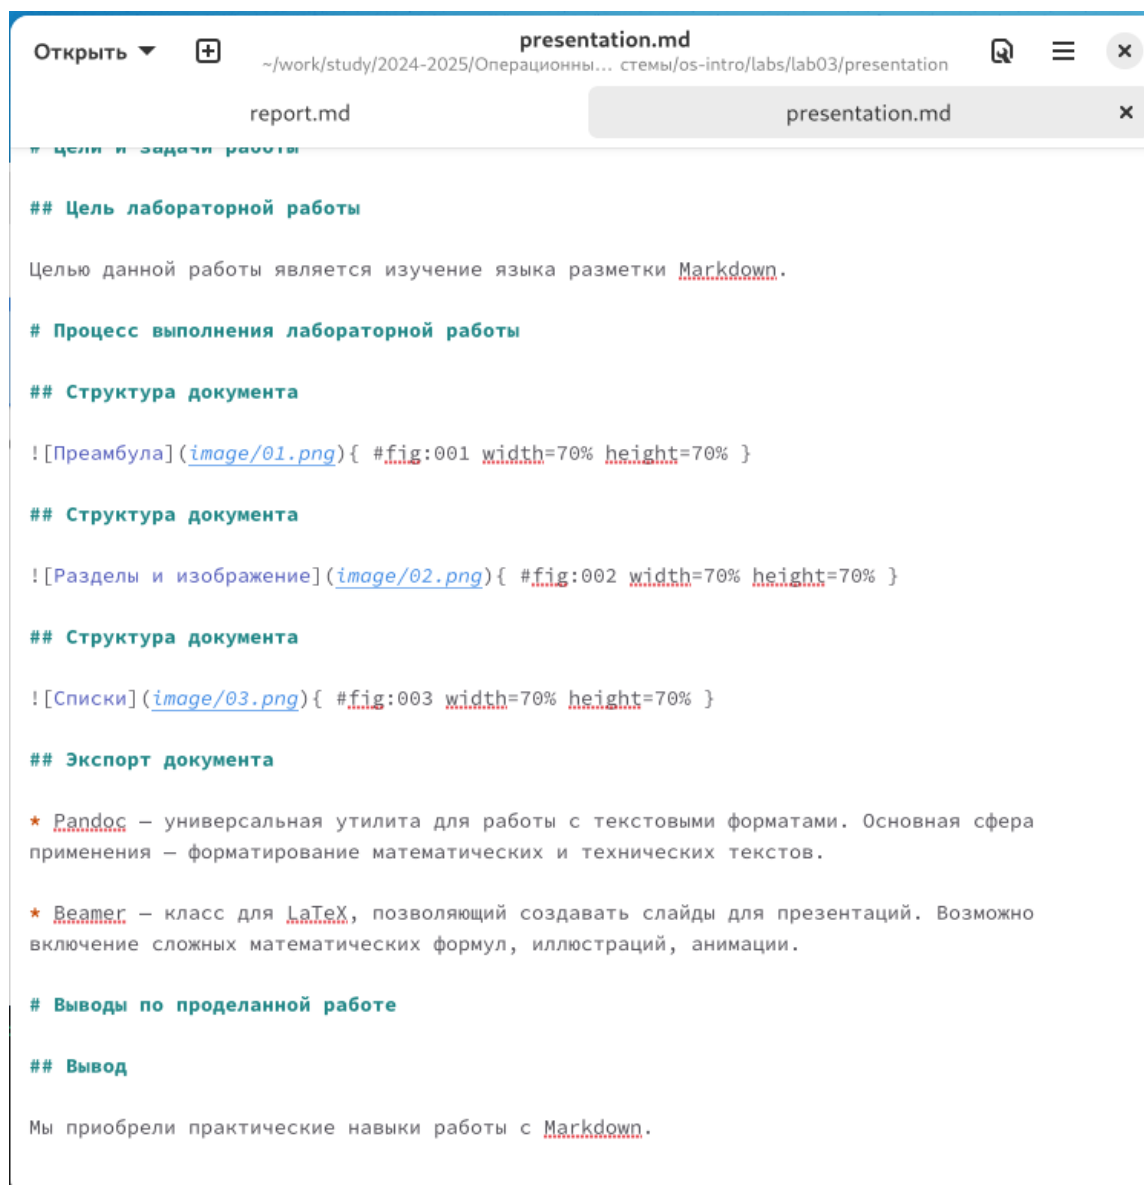 Открыть
presentation.md
~/work/study/2024-2025/Операционны... стемы/os-intro/labs/lab03/presentation
report.md
presentation.md
# Цели и задачи работы
## Цель лабораторной работы
Целью данной работы является изучение языка разметки Markdown.
# Процесс выполнения лабораторной работы
## Структура документа
![Преамбула](image/01.png){ #fig:001 width=70% height=70% }
## Структура документа
![Разделы и изображение](image/02.png){ #fig:002 width=70% height=70% }
## Структура документа
![Списки](image/03.png){ #fig:003 width=70% height=70% }
## Экспорт документа
* Pandoc — универсальная утилита для работы с текстовыми форматами. Основная сфера
применения — форматирование математических и технических текстов.
* Beamer — класс для LaTeX, позволяющий создавать слайды для презентаций. Возможно
включение сложных математических формул, иллюстраций, анимации.
# Выводы по проделанной работе
## Вывод
Мы приобрели практические навыки работы с Markdown.